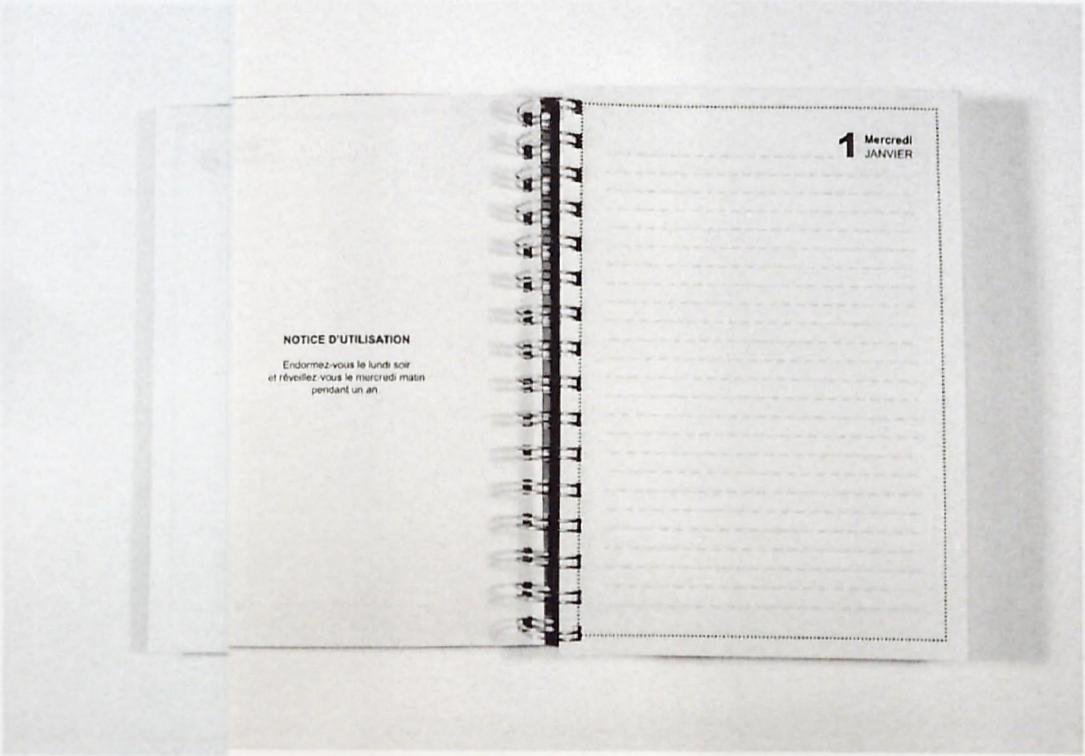 NOTICE D'UTILISATION
Endormez-vous le lundi soir
et réveillez-vous le mercredi matin
pendant un an
1 Mercredi
JANVIER